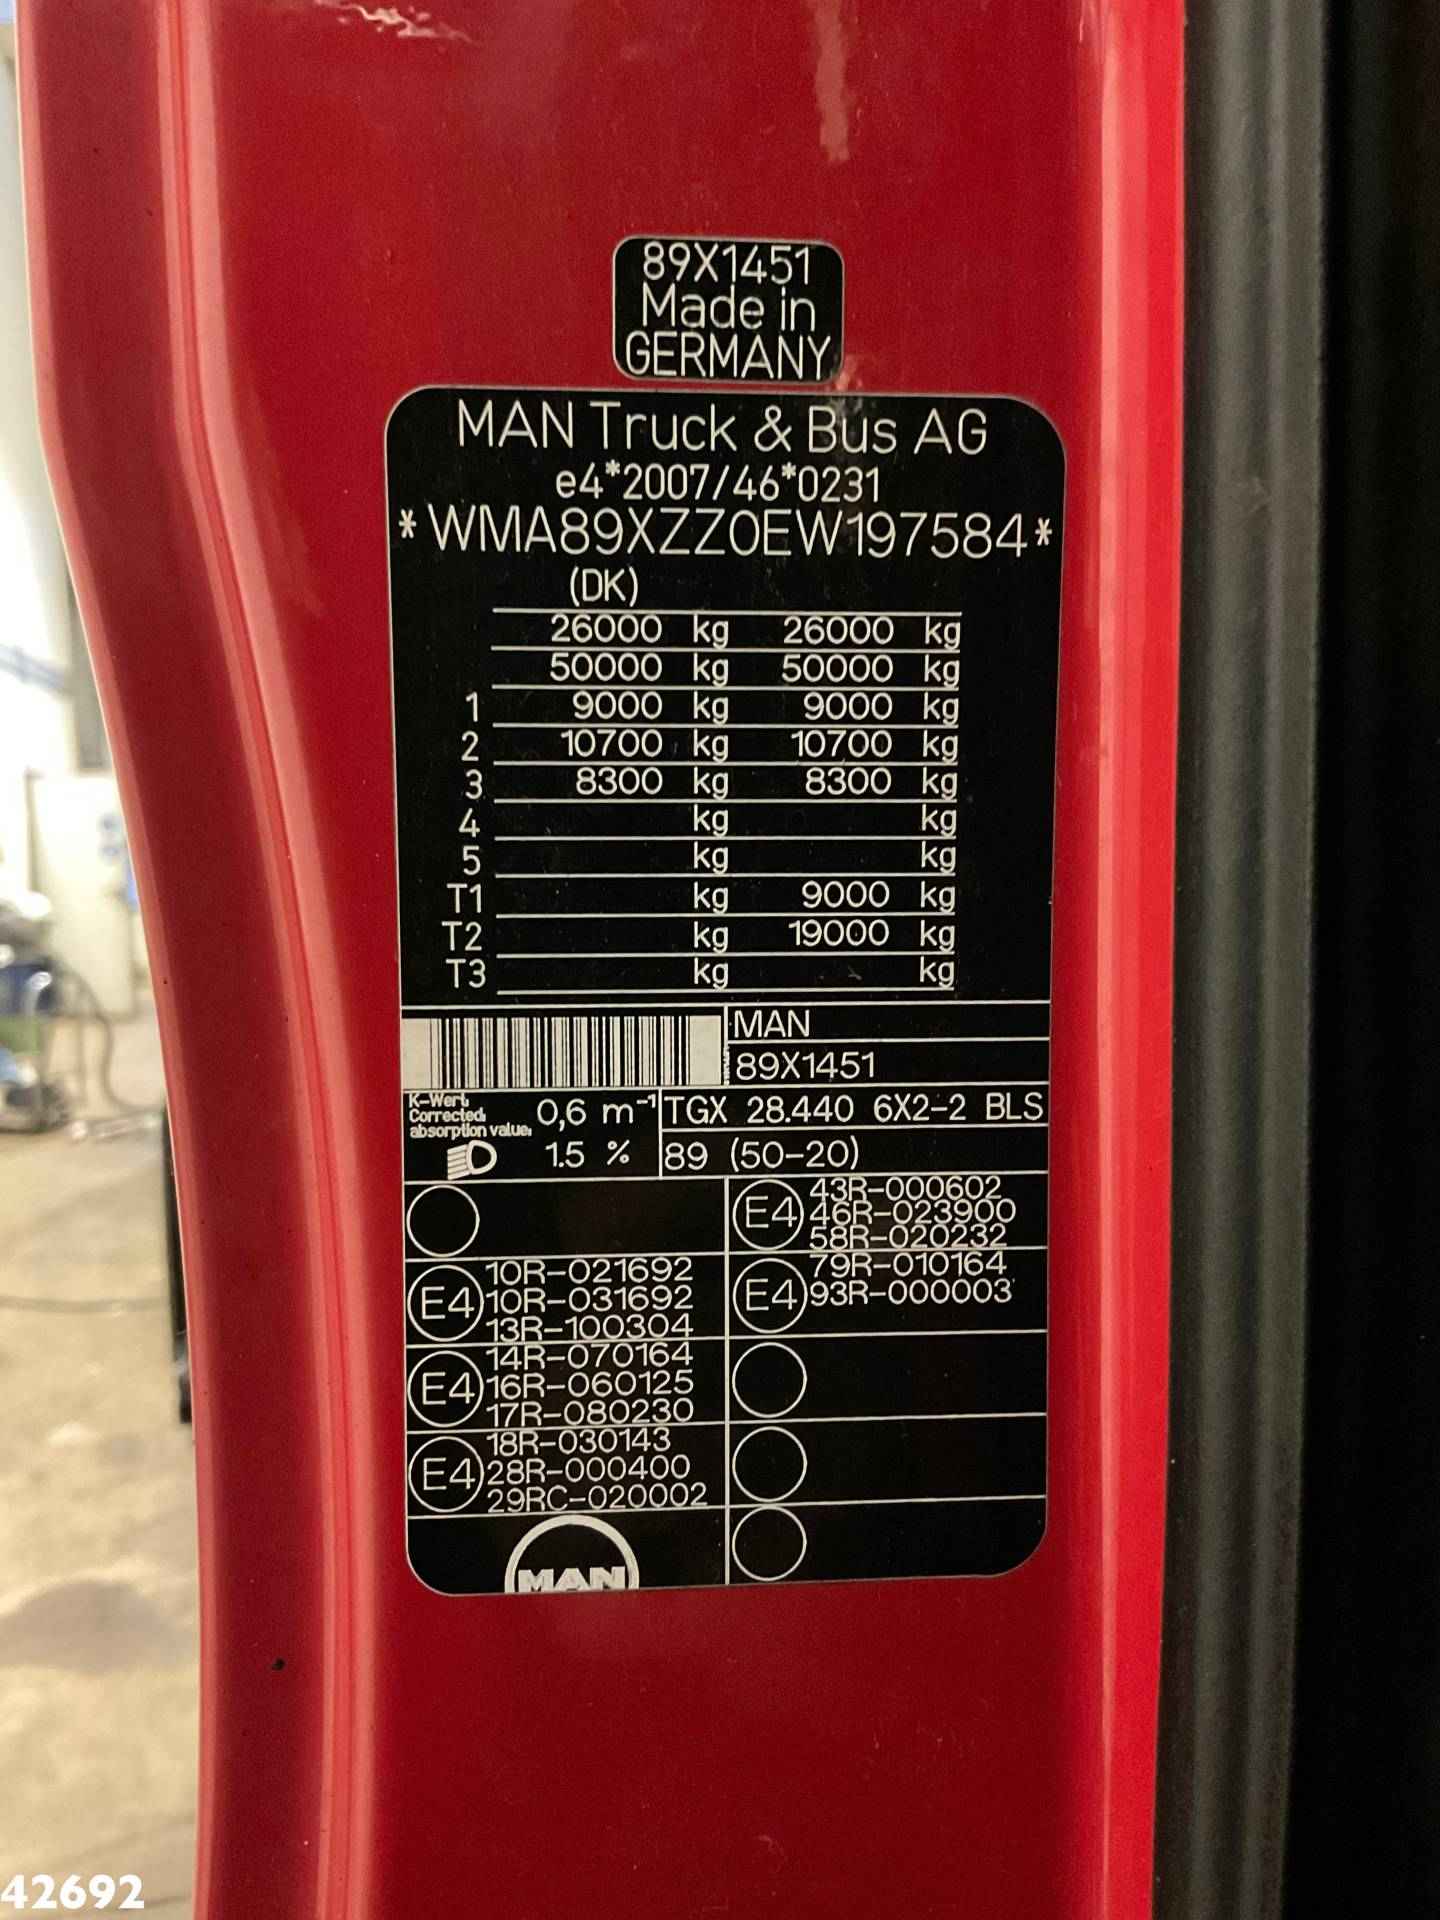 89X1451
Made in
GERMANY
MAN Truck & Bus AG
e4*2007/46*0231
*WMA89XZZ0EW197584*
(DK)
26000 kg 26000 kg
50000 kg 50000 kg
1 9000 kg 9000 kg
2 10700 kg 10700 kg
3 8300 kg 8300 kg
4 kg kg
5 kg kg
T1 kg 9000 kg
T2 kg 19000 kg
T3 kg kg
MAN
89X1451
K-Wert,
Corrected
absorption value:
0,6 m⁻¹
TGX 28.440 6X2-2 BLS
1.5 %
89 (50-20)
E4
43R-000602
46R-023900
58R-020232
E4
10R-021692
10R-031692
13R-100304
E4
79R-010164
93R-000003
E4
14R-070164
16R-060125
17R-080230
E4
18R-030143
28R-000400
29RC-020002
MAN
42692